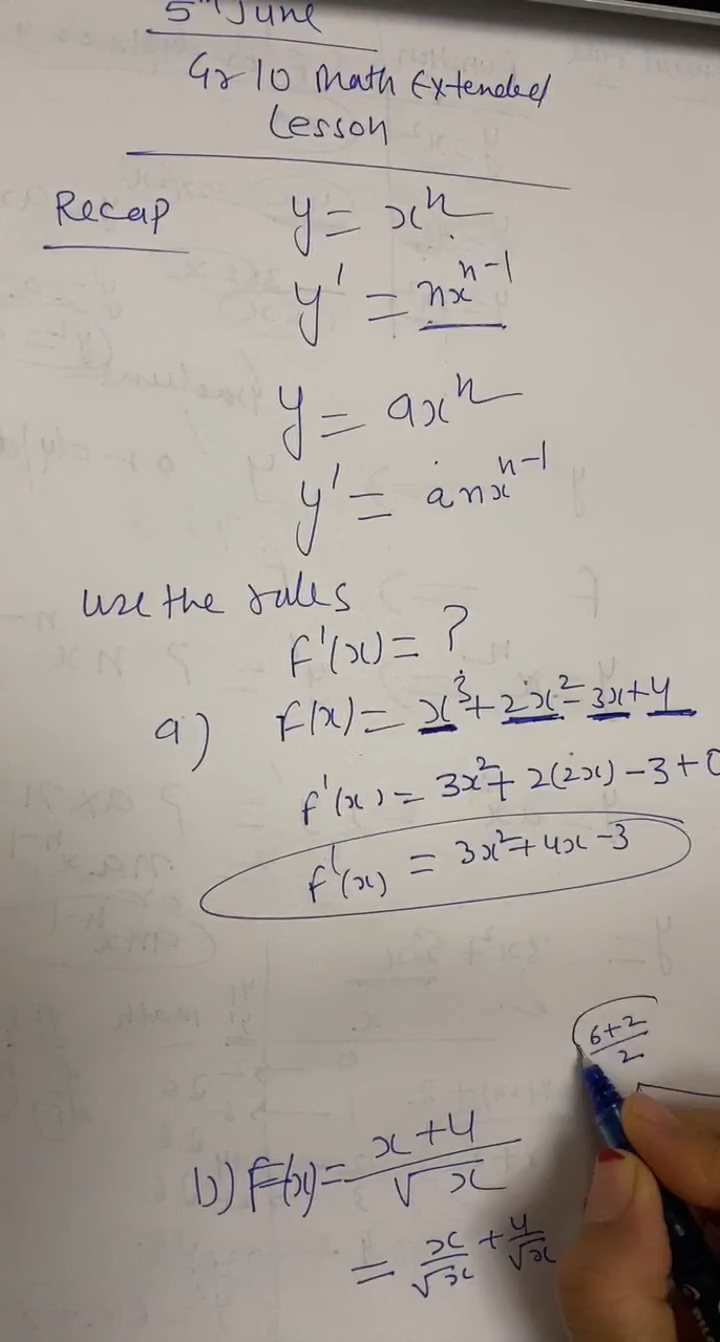 5th June
Gr 10 Math Extended
Lesson
Recap
y = xⁿ
y' = nxⁿ⁻¹
y = axⁿ
y' = anxⁿ⁻¹
use the rules
f'(x) = ?
a) f(x) = x³ + 2x² - 3x + 4
f'(x) = 3x² + 2(2x) - 3 + 0
f'(x) = 3x² + 4x - 3
6+2/2
b) F(x) = x+4/√x
= x/√x + 4/√x